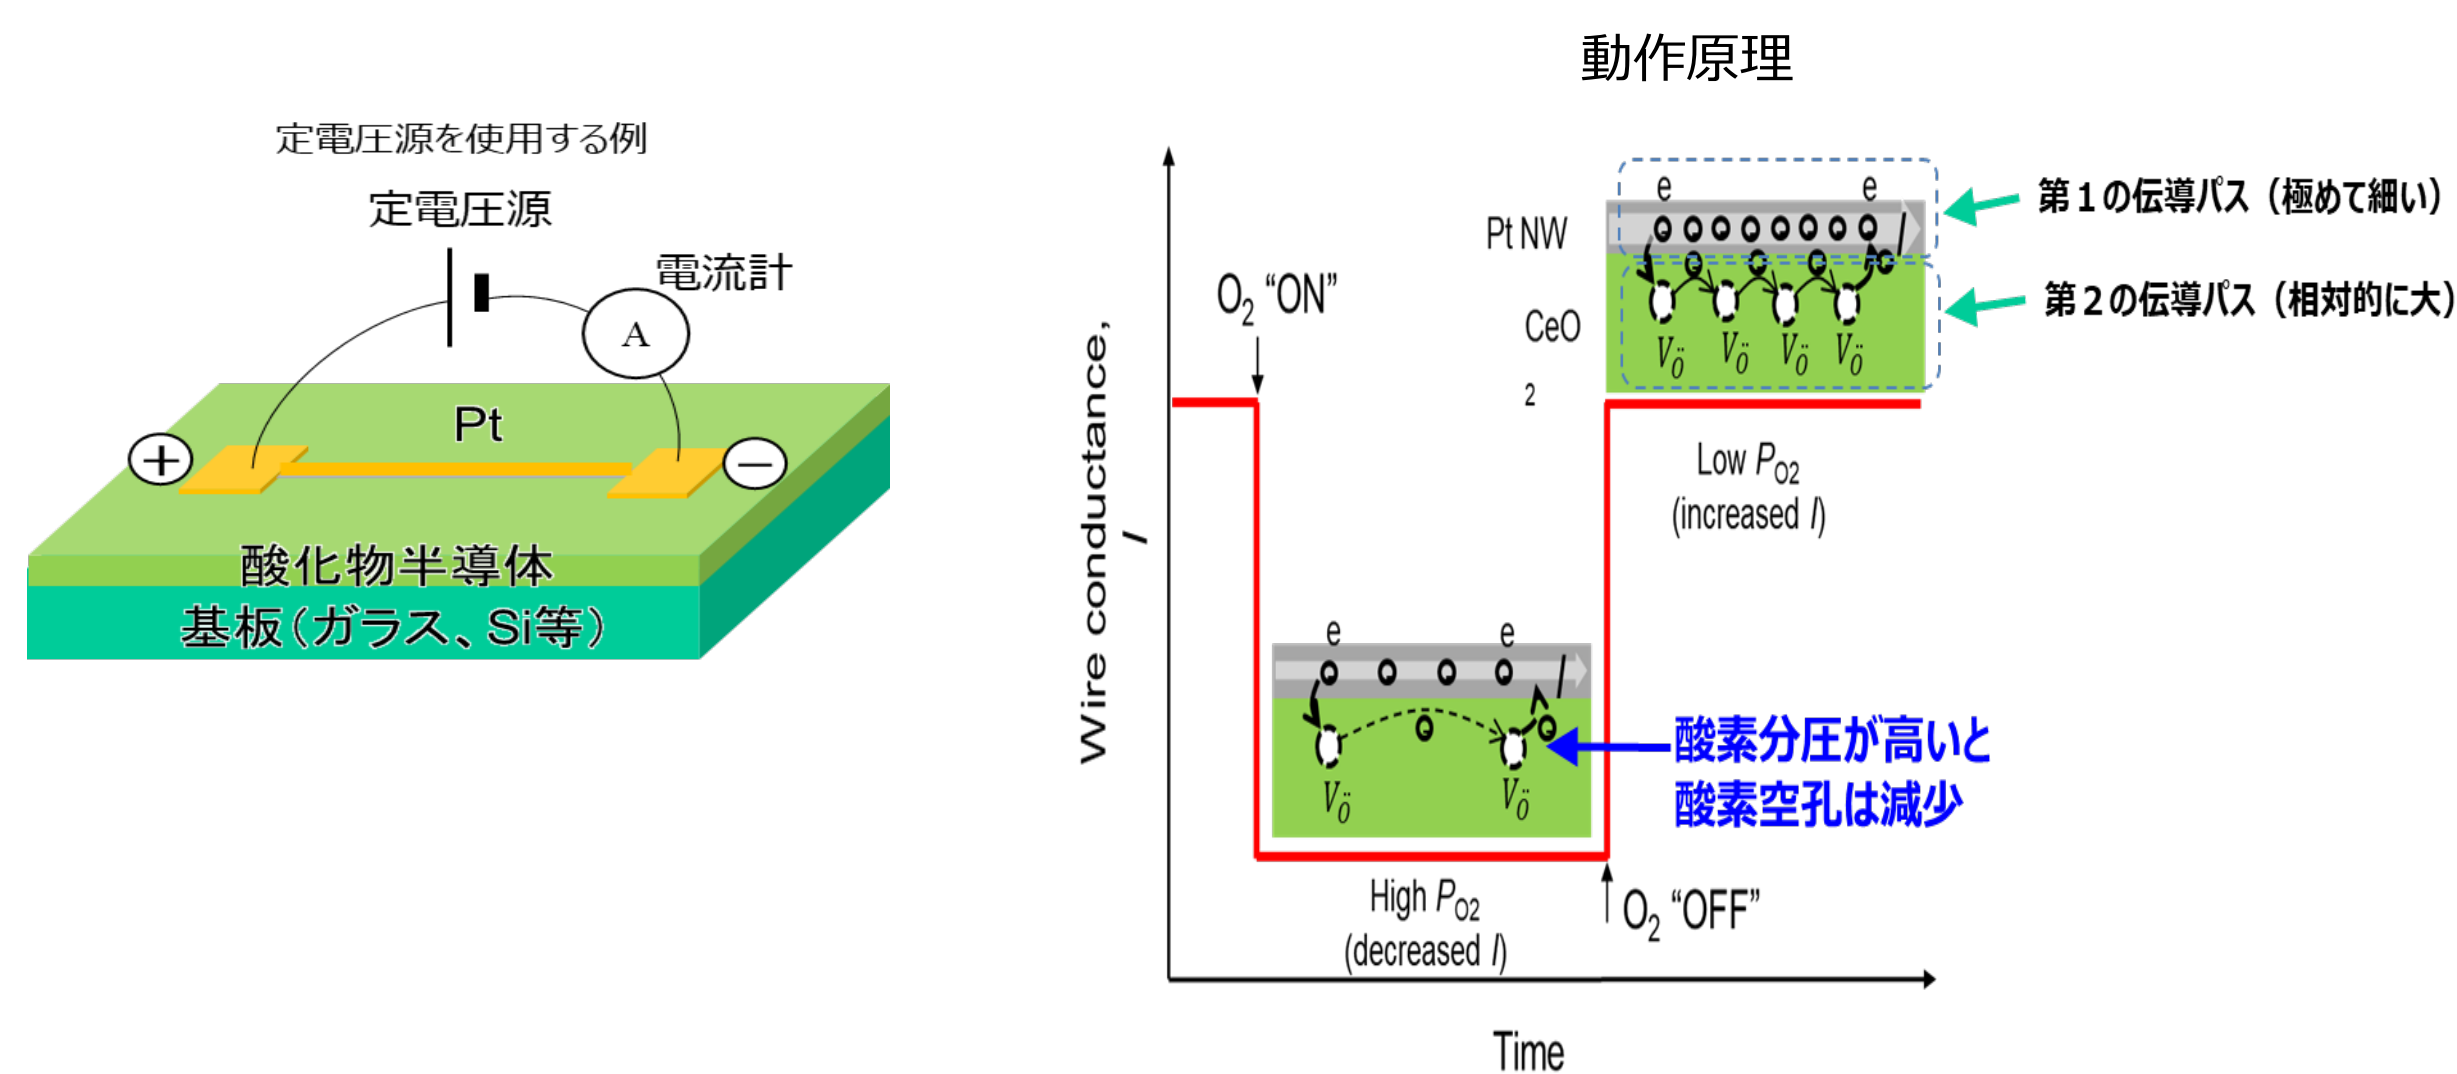 動作原理
定電圧源を使用する例
定電圧源
電流計
A
Pt
+
−
酸化物半導体
基板（ガラス、Si等）
Wire conductance,
I
O2 “ON”
Pt NW
CeO
2
e e
I
VÖ VÖ VÖ VÖ
第１の伝導パス（極めて細い）
第２の伝導パス（相対的に大）
Low PO2
(increased I)
e e
I
VÖ VÖ
酸素分圧が高いと
酸素空孔は減少
High PO2
(decreased I)
O2 “OFF”
Time